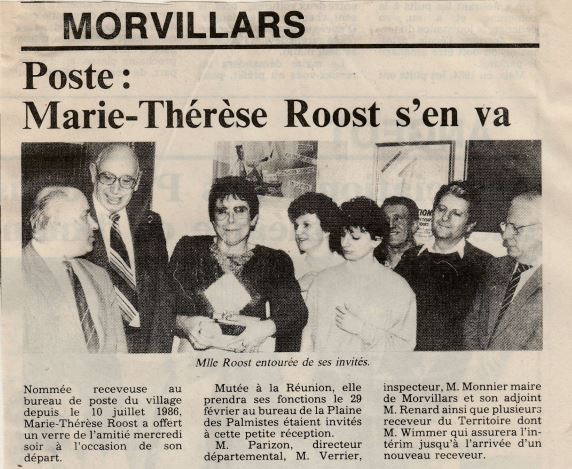 MORVILLARS
Poste :
Marie-Thérèse Roost s'en va
Mlle Roost entourée de ses invités.
Nommée receveuse au
bureau de poste du village
depuis le 10 juillet 1986,
Marie-Thérèse Roost a offert
un verre de l'amitié mercredi
soir à l'occasion de son
départ.
Mutée à la Réunion, elle
prendra ses fonctions le 29
février au bureau de la Plaine
des Palmistes étaient invités
à cette petite réception.
M. Parizon, directeur
départemental, M. Verrier,
inspecteur, M. Monnier maire
de Morvillars et son adjoint
M. Renard ainsi que plusieurs
receveur du Territoire dont
M. Wimmer qui assurera l'in-
térim jusqu'à l'arrivée d'un
nouveau receveur.